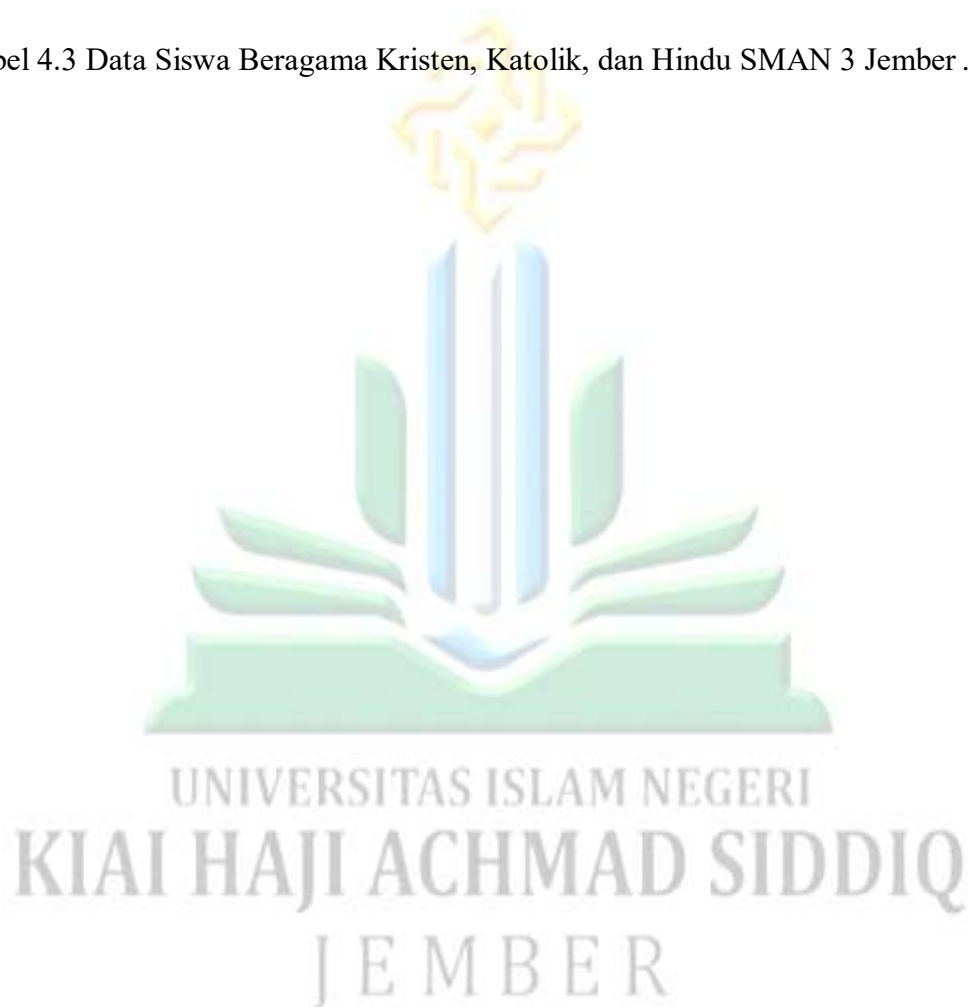 bel 4.3 Data Siswa Beragama Kristen, Katolik, dan Hindu SMAN 3 Jember .
UNIVERSITAS ISLAM NEGERI
KIAI HAJI ACHMAD SIDDIQ
JEMBER